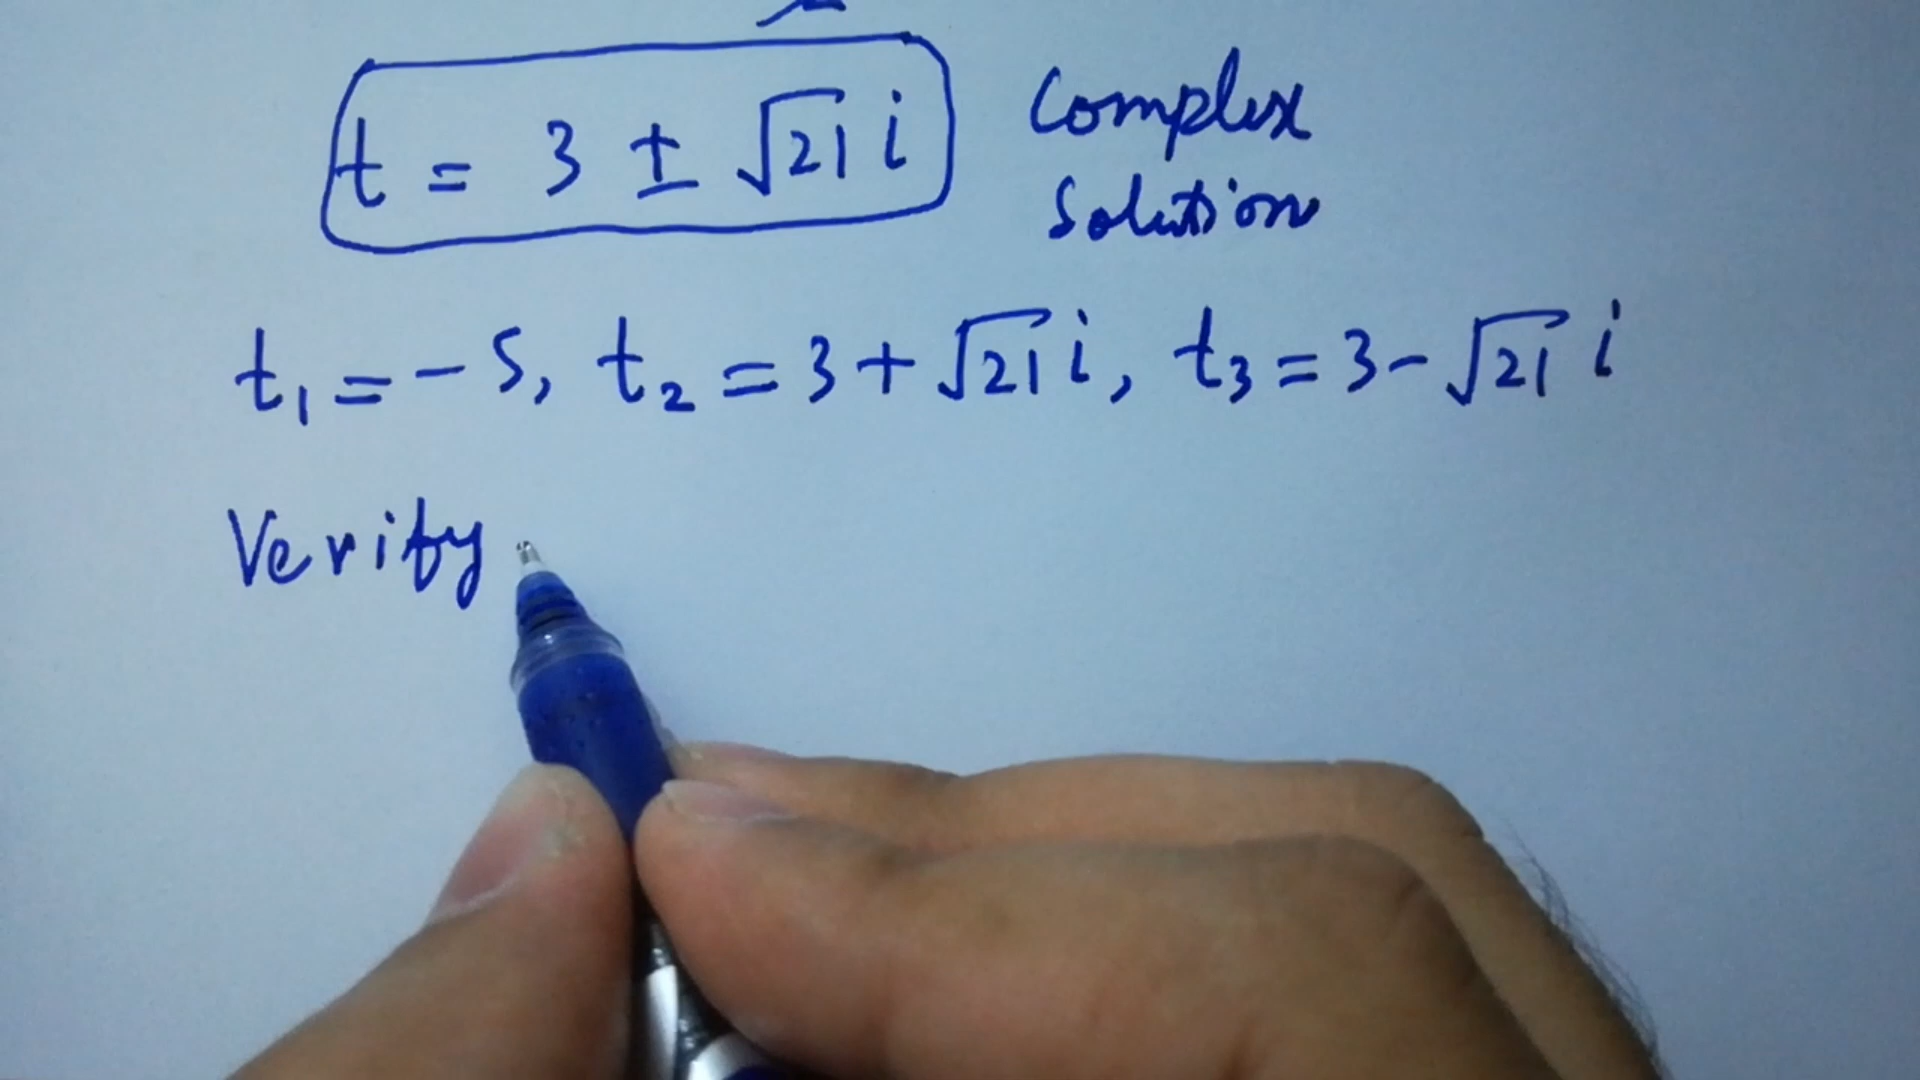 t = 3 ± √21 i
Complex
Solution
t₁ = - 5, t₂ = 3 + √21 i, t₃ = 3 - √21 i
Verify